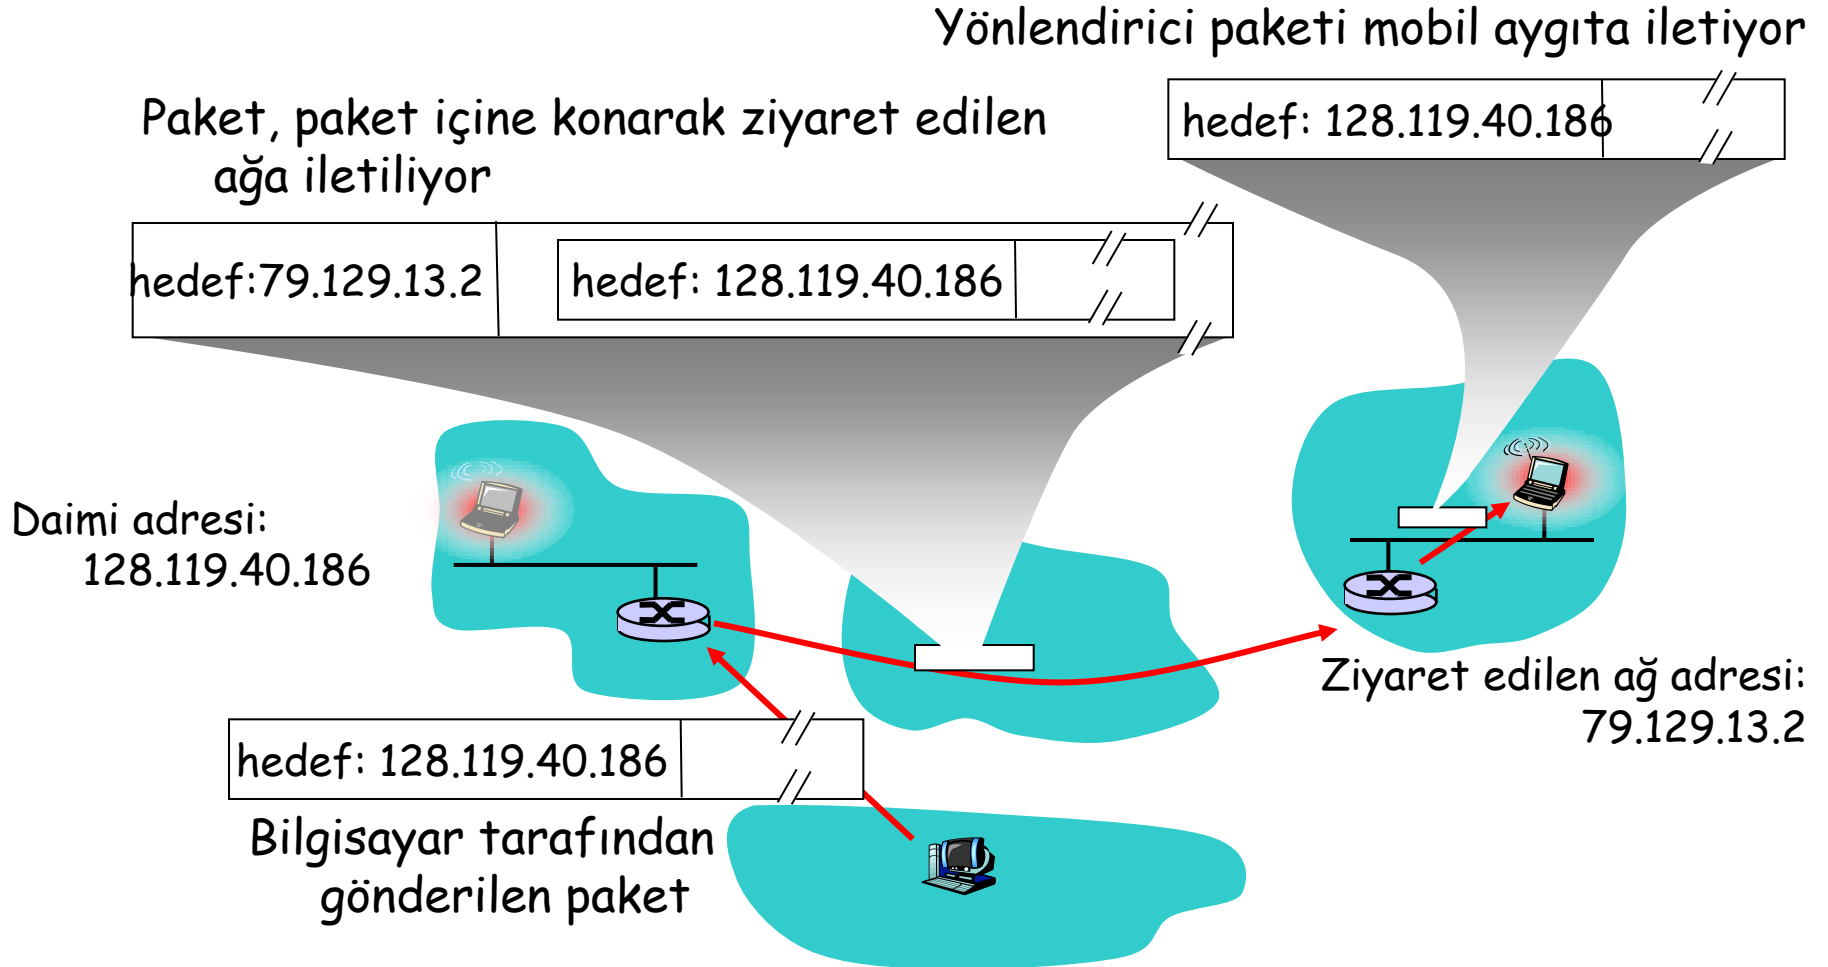 Yönlendirici paketi mobil aygıta iletiyor
hedef: 128.119.40.186
Paket, paket içine konarak ziyaret edilen
ağa iletiliyor
hedef:79.129.13.2
hedef: 128.119.40.186
Daimi adresi:
128.119.40.186
Ziyaret edilen ağ adresi:
79.129.13.2
hedef: 128.119.40.186
Bilgisayar tarafından
gönderilen paket